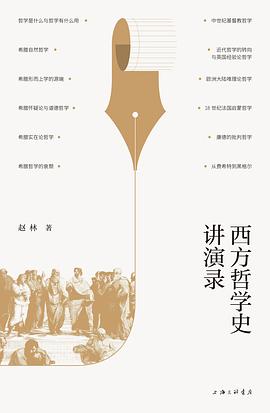 哲学是什么与哲学有什么用
希腊自然哲学
希腊形而上学的源端
希腊怀疑论与道德哲学
希腊实在论哲学
希腊哲学的衰颓
中世纪基督教哲学
近代哲学的转向
与英国经验论哲学
欧洲大陆唯理论哲学
18 世纪法国启蒙哲学
康德的批判哲学
从费希特到黑格尔
赵林 著
西方哲学史
讲演录
上海三联书店